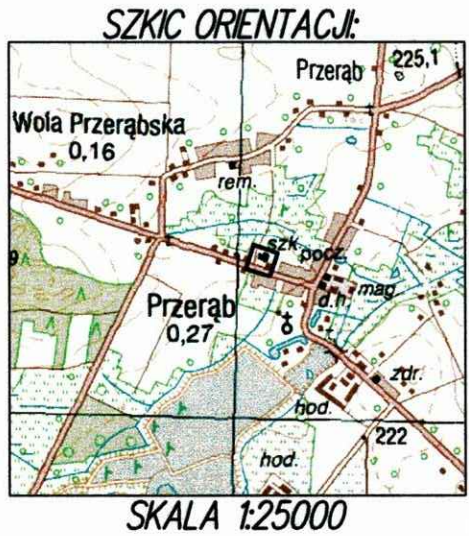 SZKIC ORIENTACJI:
225,1
Przerąb
Wola Przerąbska
0,16
rem.
szk.
pocz.
9
mag.
d.h.
Przerąb
0,27
zdr.
hod.
222
hod.
SKALA 1:25000